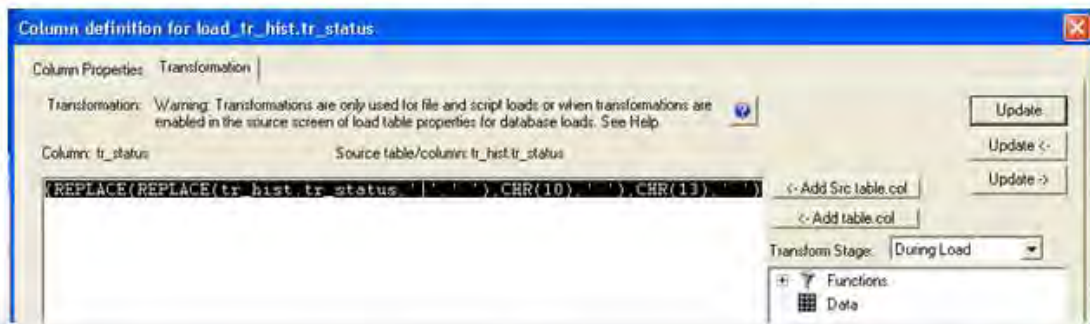 Column definition for load_tr_hist.tr_status
Column Properties Transformation
Transformation: Warning: Transformations are only used for file and script loads or when transformations are
enabled in the source screen of load table properties for database loads. See Help.
Update
Update <-
Update ->
Column: tr_status Source table/column: tr_hist.tr_status
(REPLACE(REPLACE(tr_hist.tr_status,'|',' '),CHR(10),' '),CHR(13),' ')
<- Add Src table.col
<- Add table.col
Transform Stage: During Load
Functions
Data